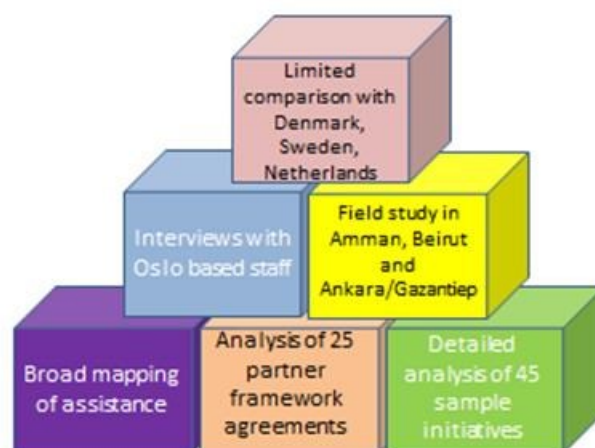 Limited
comparison with
Denmark,
Sweden,
Netherlands
Interviews with
Oslo based staff
Field study in
Amman, Beirut
and
Ankara/Gazantiep
Broad mapping
of assistance
Analysis of 25
partner
framework
agreements
Detailed
analysis of 45
sample
initiatives